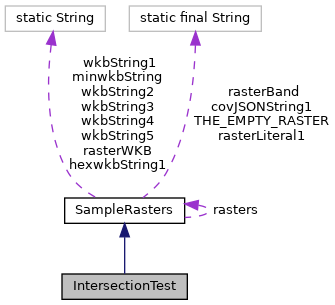 static String
static final String
wkbString1
minwkbString
wkbString2
wkbString3
wkbString4
wkbString5
rasterWKB
hexwkbString1
rasterBand
covJSONString1
THE_EMPTY_RASTER
rasterLiteral1
SampleRasters
rasters
IntersectionTest